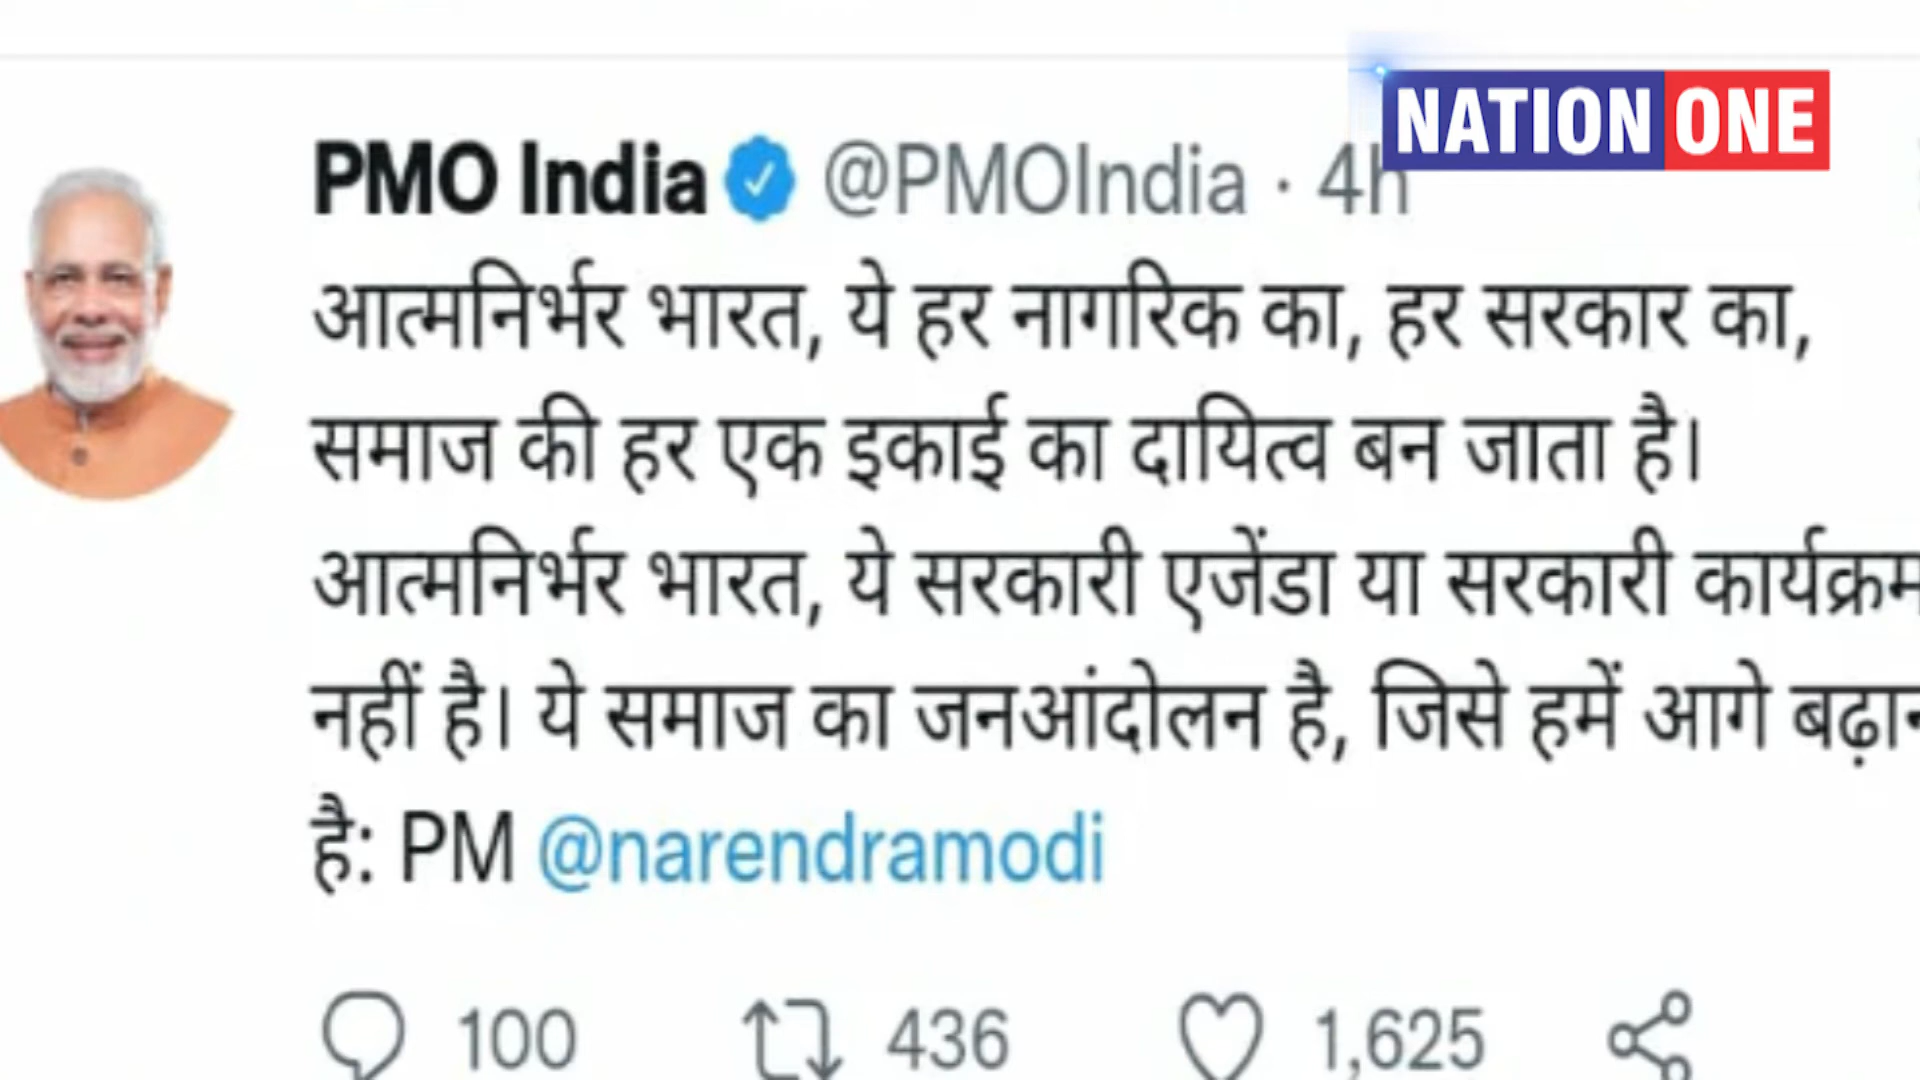 NATION ONE
PMO India @PMOIndia · 4h
आत्मनिर्भर भारत, ये हर नागरिक का, हर सरकार का,
समाज की हर एक इकाई का दायित्व बन जाता है।
आत्मनिर्भर भारत, ये सरकारी एजेंडा या सरकारी कार्यक्रम
नहीं है। ये समाज का जनआंदोलन है, जिसे हमें आगे
है: PM @narendramodi
100 436 1,625